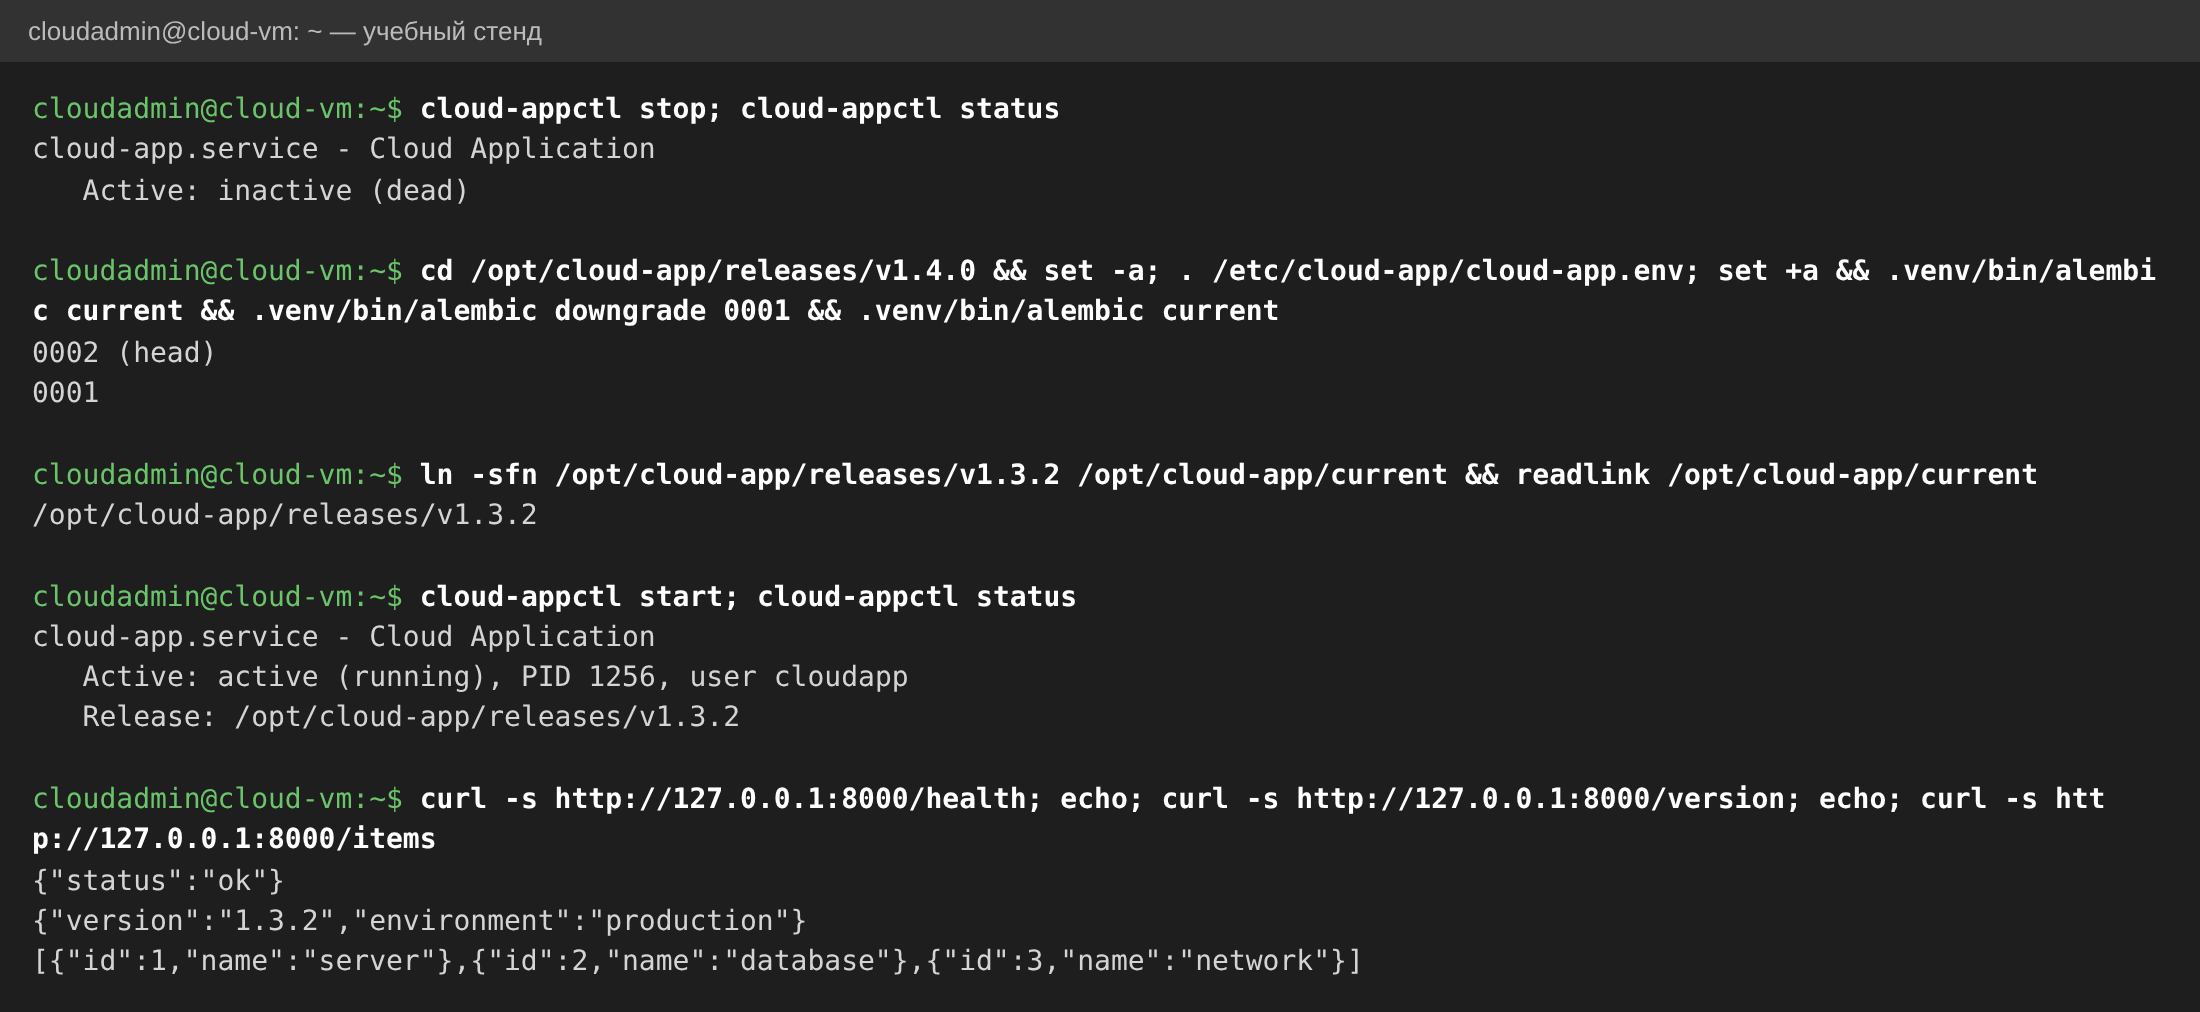 cloudadmin@cloud-vm: ~ — учебный стенд
cloudadmin@cloud-vm:~$ cloud-appctl stop; cloud-appctl status
cloud-app.service - Cloud Application
   Active: inactive (dead)
cloudadmin@cloud-vm:~$ cd /opt/cloud-app/releases/v1.4.0 && set -a; . /etc/cloud-app/cloud-app.env; set +a && .venv/bin/alembi
c current && .venv/bin/alembic downgrade 0001 && .venv/bin/alembic current
0002 (head)
0001
cloudadmin@cloud-vm:~$ ln -sfn /opt/cloud-app/releases/v1.3.2 /opt/cloud-app/current && readlink /opt/cloud-app/current
/opt/cloud-app/releases/v1.3.2
cloudadmin@cloud-vm:~$ cloud-appctl start; cloud-appctl status
cloud-app.service - Cloud Application
   Active: active (running), PID 1256, user cloudapp
   Release: /opt/cloud-app/releases/v1.3.2
cloudadmin@cloud-vm:~$ curl -s http://127.0.0.1:8000/health; echo; curl -s http://127.0.0.1:8000/version; echo; curl -s htt
p://127.0.0.1:8000/items
{"status":"ok"}
{"version":"1.3.2","environment":"production"}
[{"id":1,"name":"server"},{"id":2,"name":"database"},{"id":3,"name":"network"}]